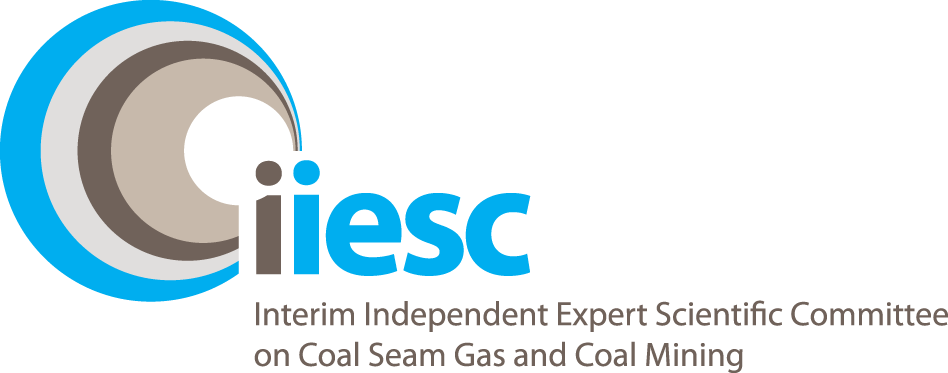 iiesc
Interim Independent Expert Scientific Committee
on Coal Seam Gas and Coal Mining